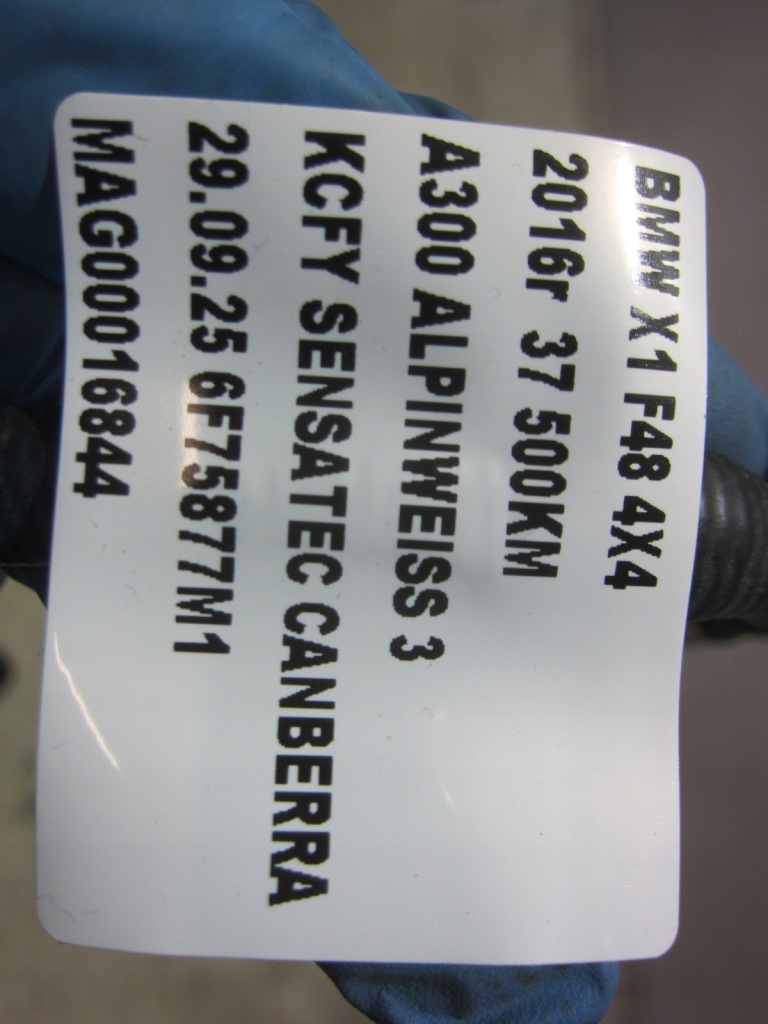 BMW X1 F48 4X4
2016r 37 500KM
A300 ALPINWEISS 3
KCFY SENSATEC CANBERRA
29.09.25 6F75877M1
MAG00016844